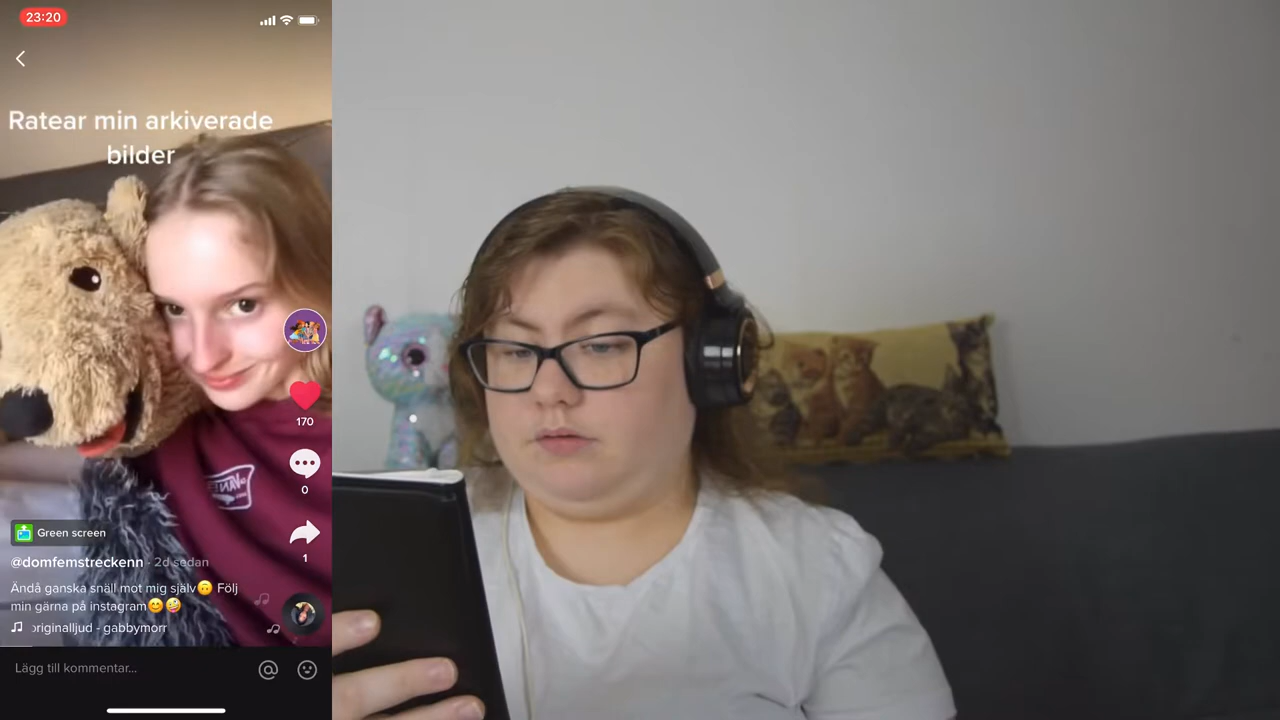 23:20
Ratear min arkiverade
bilder
170
0
Green screen
1
@domfemstreckenn · 2d sedan
Ändå ganska snäll mot mig själv🙃 Följ
min gärna på instagram😊🤪
originalljud - gabbymorr
Lägg till kommentar...